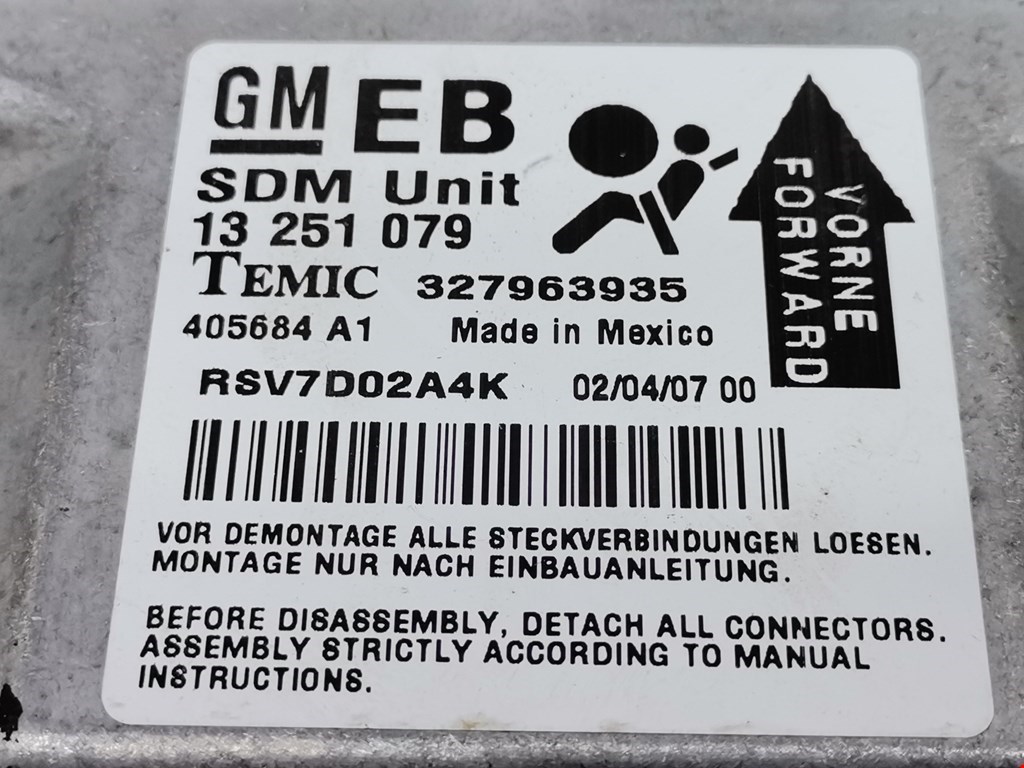 GM EB
SDM Unit
13 251 079
TEMIC 327963935
405684 A1 Made in Mexico
RSV7D02A4K 02/04/07 00
VORNE
FORWARD
VOR DEMONTAGE ALLE STECKVERBINDUNGEN LOESEN.
MONTAGE NUR NACH EINBAUANLEITUNG.
BEFORE DISASSEMBLY, DETACH ALL CONNECTORS.
ASSEMBLY STRICTLY ACCORDING TO MANUAL
INSTRUCTIONS.